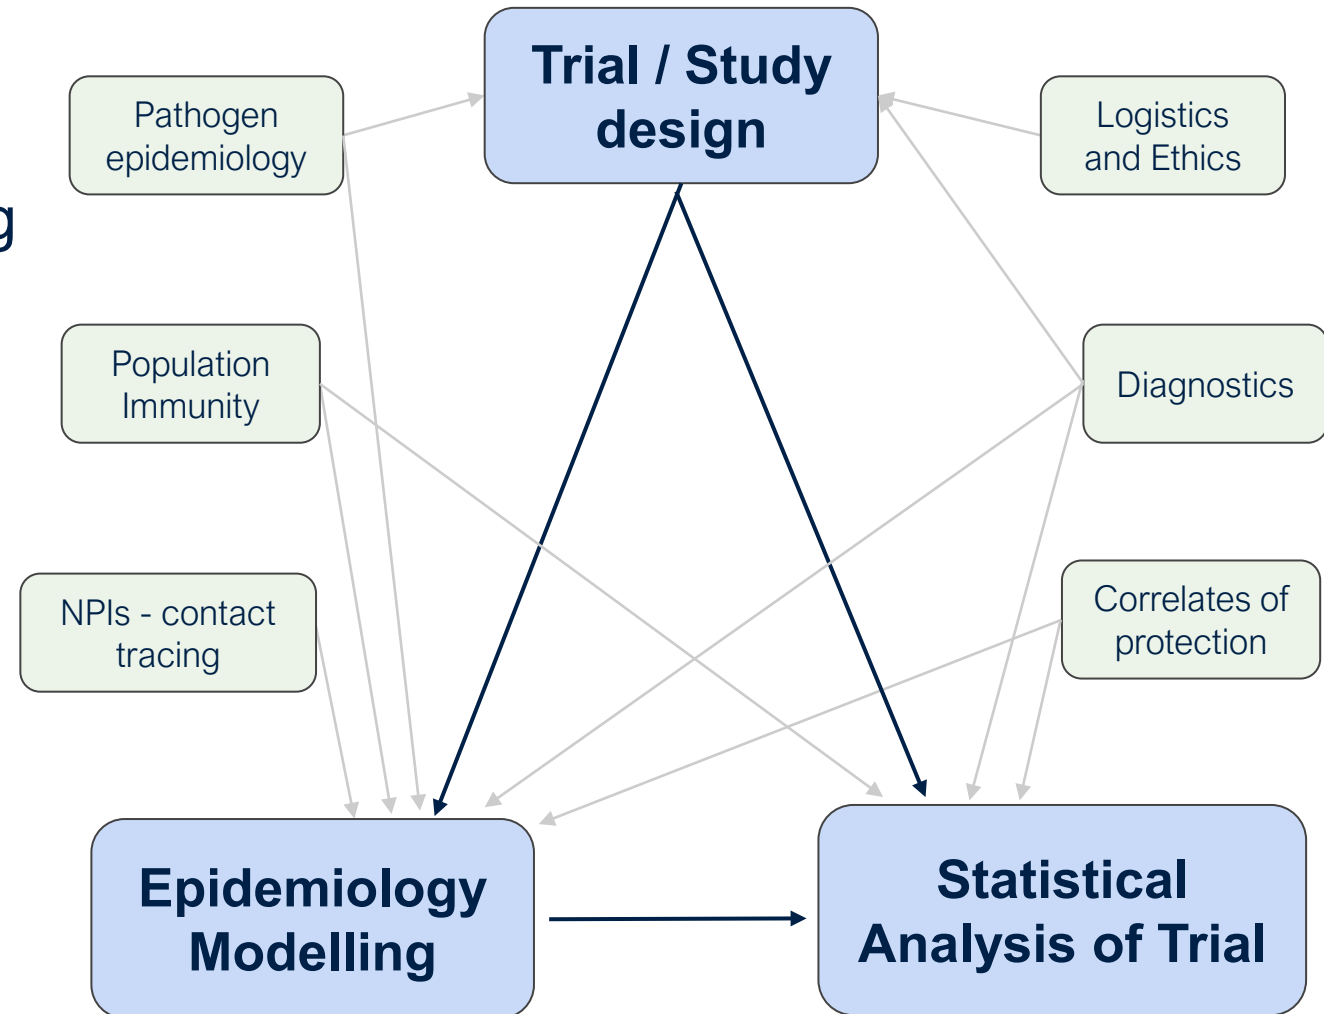 Trial / Study
design
Pathogen
epidemiology
Logistics
and Ethics
g
Population
Immunity
Diagnostics
NPIs - contact
tracing
Correlates of
protection
Epidemiology
Modelling
Statistical
Analysis of Trial